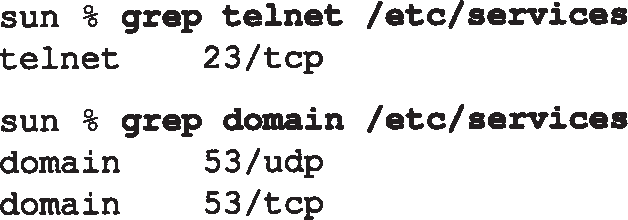 sun % grep telnet /etc/services
telnet 23/tcp
sun % grep domain /etc/services
domain 53/udp
domain 53/tcp